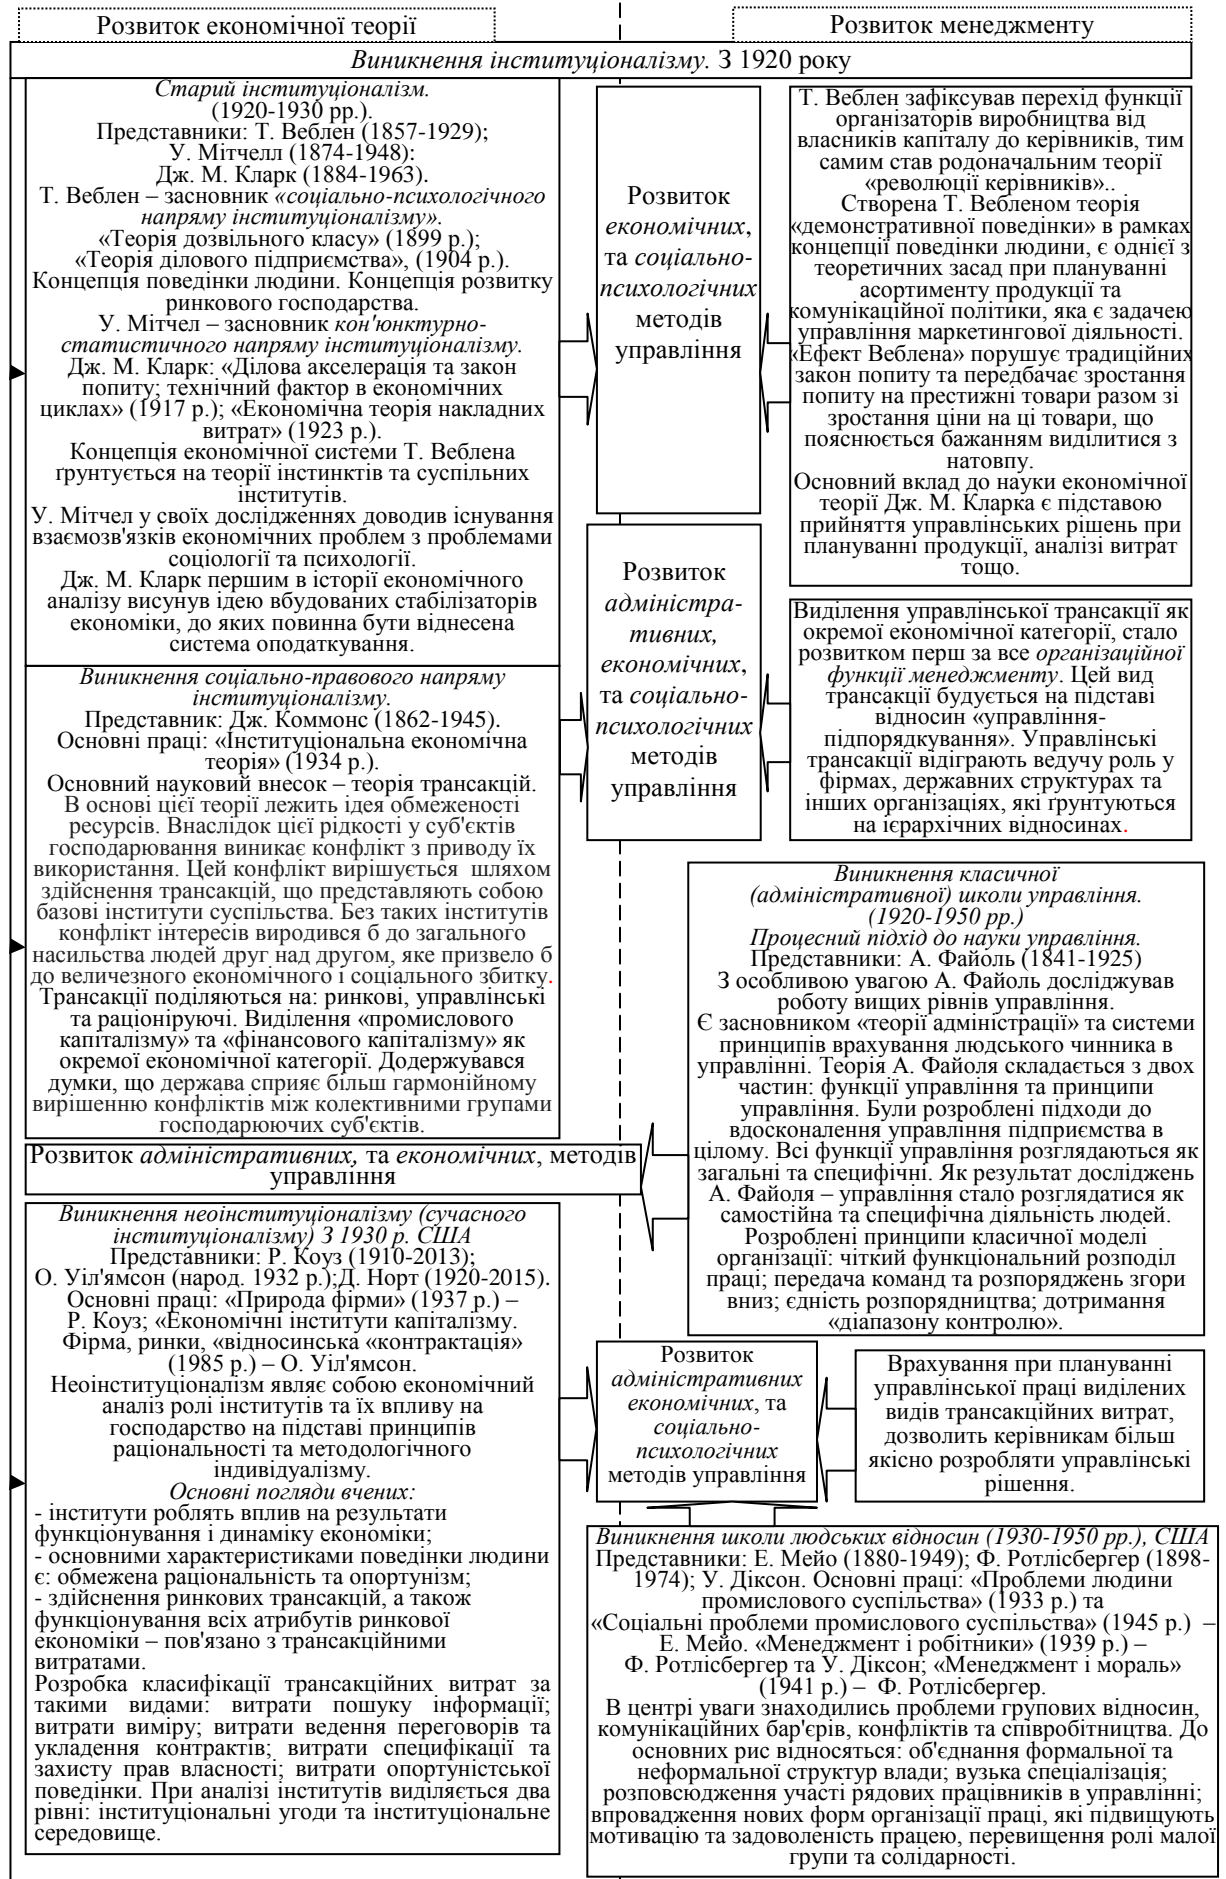 Розвиток економічної теорії
Розвиток менеджменту
Виникнення інституціоналізму. З 1920 року
Старий інституціоналізм.
(1920-1930 рр.).
Представники: Т. Веблен (1857-1929);
У. Мітчелл (1874-1948):
Дж. М. Кларк (1884-1963).
Т. Веблен – засновник «соціально-психологічного
напряму інституціоналізму».
«Теорія дозвільного класу» (1899 р.);
«Теорія ділового підприємства», (1904 р.).
Концепція поведінки людини. Концепція розвитку
ринкового господарства.
У. Мітчел – засновник кон'юнктурно-
статистичного напряму інституціоналізму.
Дж. М. Кларк: «Ділова акселерація та закон
попиту; технічний фактор в економічних
циклах» (1917 р.); «Економічна теорія накладних
витрат» (1923 р.).
Концепція економічної системи Т. Веблена
ґрунтується на теорії інстинктів та суспільних
інститутів.
У. Мітчел у своїх дослідженнях доводив існування
взаємозв'язків економічних проблем з проблемами
соціології та психології.
Дж. М. Кларк першим в історії економічного
аналізу висунув ідею вбудованих стабілізаторів
економіки, до яких повинна бути віднесена
система оподаткування.
Розвиток
економічних,
та соціально-
психологічних
методів
управління
Т. Веблен зафіксував перехід функції
організаторів виробництва від
власників капіталу до керівників, тим
самим став родоначальним теорії
«революції керівників»..
Створена Т. Вебленом теорія
«демонстративної поведінки» в рамках
концепції поведінки людини, є однієї з
теоретичних засад при плануванні
асортименту продукції та
комунікаційної політики, яка є задачею
управління маркетингової діяльності.
«Ефект Веблена» порушує традиційних
закон попиту та передбачає зростання
попиту на престижні товари разом зі
зростання ціни на ці товари, що
пояснюється бажанням виділитися з
натовпу.
Основний вклад до науки економічної
теорії Дж. М. Кларка є підставою
прийняття управлінських рішень при
плануванні продукції, аналізі витрат
тощо.
Виникнення соціально-правового напряму
інституціоналізму.
Представник: Дж. Коммонс (1862-1945).
Основні праці: «Інституціональна економічна
теорія» (1934 р.).
Основний науковий внесок – теорія трансакцій.
В основі цієї теорії лежить ідея обмеженості
ресурсів. Внаслідок цієї рідкості у суб'єктів
господарювання виникає конфлікт з приводу їх
використання. Цей конфлікт вирішується шляхом
здійснення трансакцій, що представляють собою
базові інститути суспільства. Без таких інститутів
конфлікт інтересів виродився б до загального
насильства людей друг над другом, яке призвело б
до величезного економічного і соціального збитку.
Трансакції поділяються на: ринкові, управлінські
та раціоніруючі. Виділення «промислового
капіталізму» та «фінансового капіталізму» як
окремої економічної категорії. Додержувався
думки, що держава сприяє більш гармонійному
вирішенню конфліктів між колективними групами
господарюючих суб'єктів.
Розвиток
адміністра-
тивних,
економічних,
та соціально-
психологічних
методів
управління
Виділення управлінської трансакції як
окремої економічної категорії, стало
розвитком перш за все організаційної
функції менеджменту. Цей вид
трансакції будується на підставі
відносин «управління-
підпорядкування». Управлінські
трансакції відіграють ведучу роль у
фірмах, державних структурах та
інших організаціях, які ґрунтуються
на ієрархічних відносинах.
Виникнення класичної
(адміністративної) школи управління.
(1920-1950 рр.)
Процесний підхід до науки управління.
Представники: А. Файоль (1841-1925)
З особливою увагою А. Файоль досліджував
роботу вищих рівнів управління.
Є засновником «теорії адміністрації» та системи
принципів врахування людського чинника в
управлінні. Теорія А. Файоля складається з двох
частин: функції управління та принципи
управління. Були розроблені підходи до
вдосконалення управління підприємства в
цілому. Всі функції управління розглядаються як
загальні та специфічні. Як результат досліджень
А. Файоля – управління стало розглядатися як
самостійна та специфічна діяльність людей.
Розроблені принципи класичної моделі
організації: чіткий функціональний розподіл
праці; передача команд та розпоряджень згори
вниз; єдність розпорядництва; дотримання
«діапазону контролю».
Розвиток адміністративних, та економічних, методів
управління
Виникнення неоінституціоналізму (сучасного
інституціоналізму) З 1930 р. США
Представники: Р. Коуз (1910-2013);
О. Уіл'ямсон (народ. 1932 р.);Д. Норт (1920-2015).
Основні праці: «Природа фірми» (1937 р.) –
Р. Коуз; «Економічні інститути капіталізму.
Фірма, ринки, «відносинська «контрактація»
(1985 р.) – О. Уіл'ямсон.
Неоінституціоналізм являє собою економічний
аналіз ролі інститутів та їх впливу на
господарство на підставі принципів
раціональності та методологічного
індивідуалізму.
Основні погляди вчених:
- інститути роблять вплив на результати
функціонування і динаміку економіки;
- основними характеристиками поведінки людини
є: обмежена раціональність та опортунізм;
- здійснення ринкових трансакцій, а також
функціонування всіх атрибутів ринкової
економіки – пов'язано з трансакційними
витратами.
Розробка класифікації трансакційних витрат за
такими видами: витрати пошуку інформації;
витрати виміру; витрати ведення переговорів та
укладення контрактів; витрати специфікації та
захисту прав власності; витрати опортуністської
поведінки. При аналізі інститутів виділяється два
рівні: інституціональні угоди та інституціональне
середовище.
Розвиток
адміністративних
економічних, та
соціально-
психологічних
методів управління
Врахування при плануванні
управлінської праці виділених
видів трансакційних витрат,
дозволить керівникам більш
якісно розробляти управлінські
рішення.
Виникнення школи людських відносин (1930-1950 рр.), США
Представники: Е. Мейо (1880-1949); Ф. Ротлісбергер (1898-
1974); У. Діксон. Основні праці: «Проблеми людини
промислового суспільства» (1933 р.) та
«Соціальні проблеми промислового суспільства» (1945 р.) –
Е. Мейо. «Менеджмент і робітники» (1939 р.) –
Ф. Ротлісбергер та У. Діксон; «Менеджмент і мораль»
(1941 р.) – Ф. Ротлісбергер.
В центрі уваги знаходились проблеми групових відносин,
комунікаційних бар'єрів, конфліктів та співробітництва. До
основних рис відносяться: об'єднання формальної та
неформальної структур влади; вузька спеціалізація;
розповсюдження участі рядових працівників в управлінні;
впровадження нових форм організації праці, які підвищують
мотивацію та задоволеність працею, перевищення ролі малої
групи та солідарності.